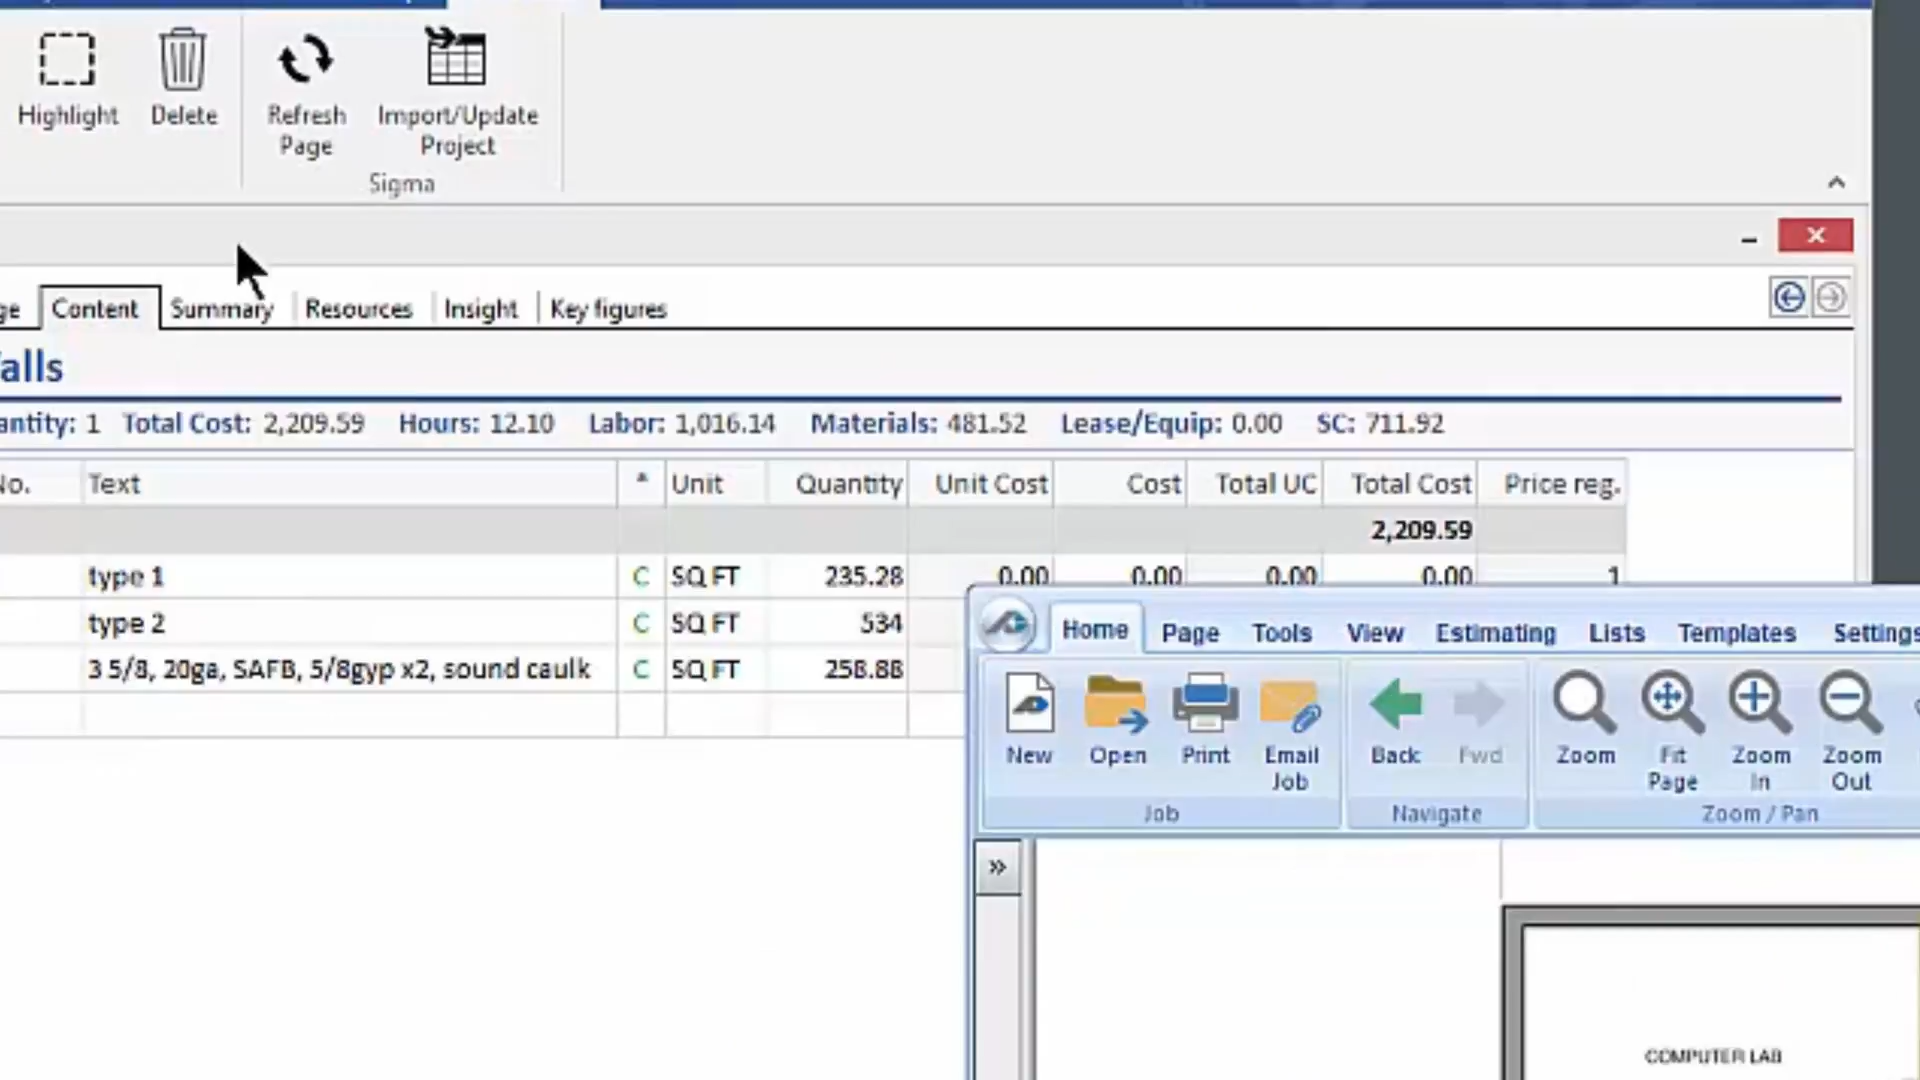 Highlight Delete Refresh Page Import/Update Project
Sigma
Content Summary Resources Insight Key figures
alls
antity: 1 Total Cost: 2,209.59 Hours: 12.10 Labor: 1,016.14 Materials: 481.52 Lease/Equip: 0.00 SC: 711.92
No. Text Unit Quantity Unit Cost Cost Total UC Total Cost Price reg.
2,209.59
type 1 C SQ FT 235.28 0.00 0.00 0.00 0.00 1
type 2 C SQ FT 534
3 5/8, 20ga, SAFB, 5/8gyp x2, sound caulk C SQ FT 258.88
Home Page Tools View Estimating Lists Templates Settings
New Open Print Email Job Back Fwd Zoom Fit Page Zoom In Zoom Out
Job Navigate Zoom / Pan
COMPUTER LAB